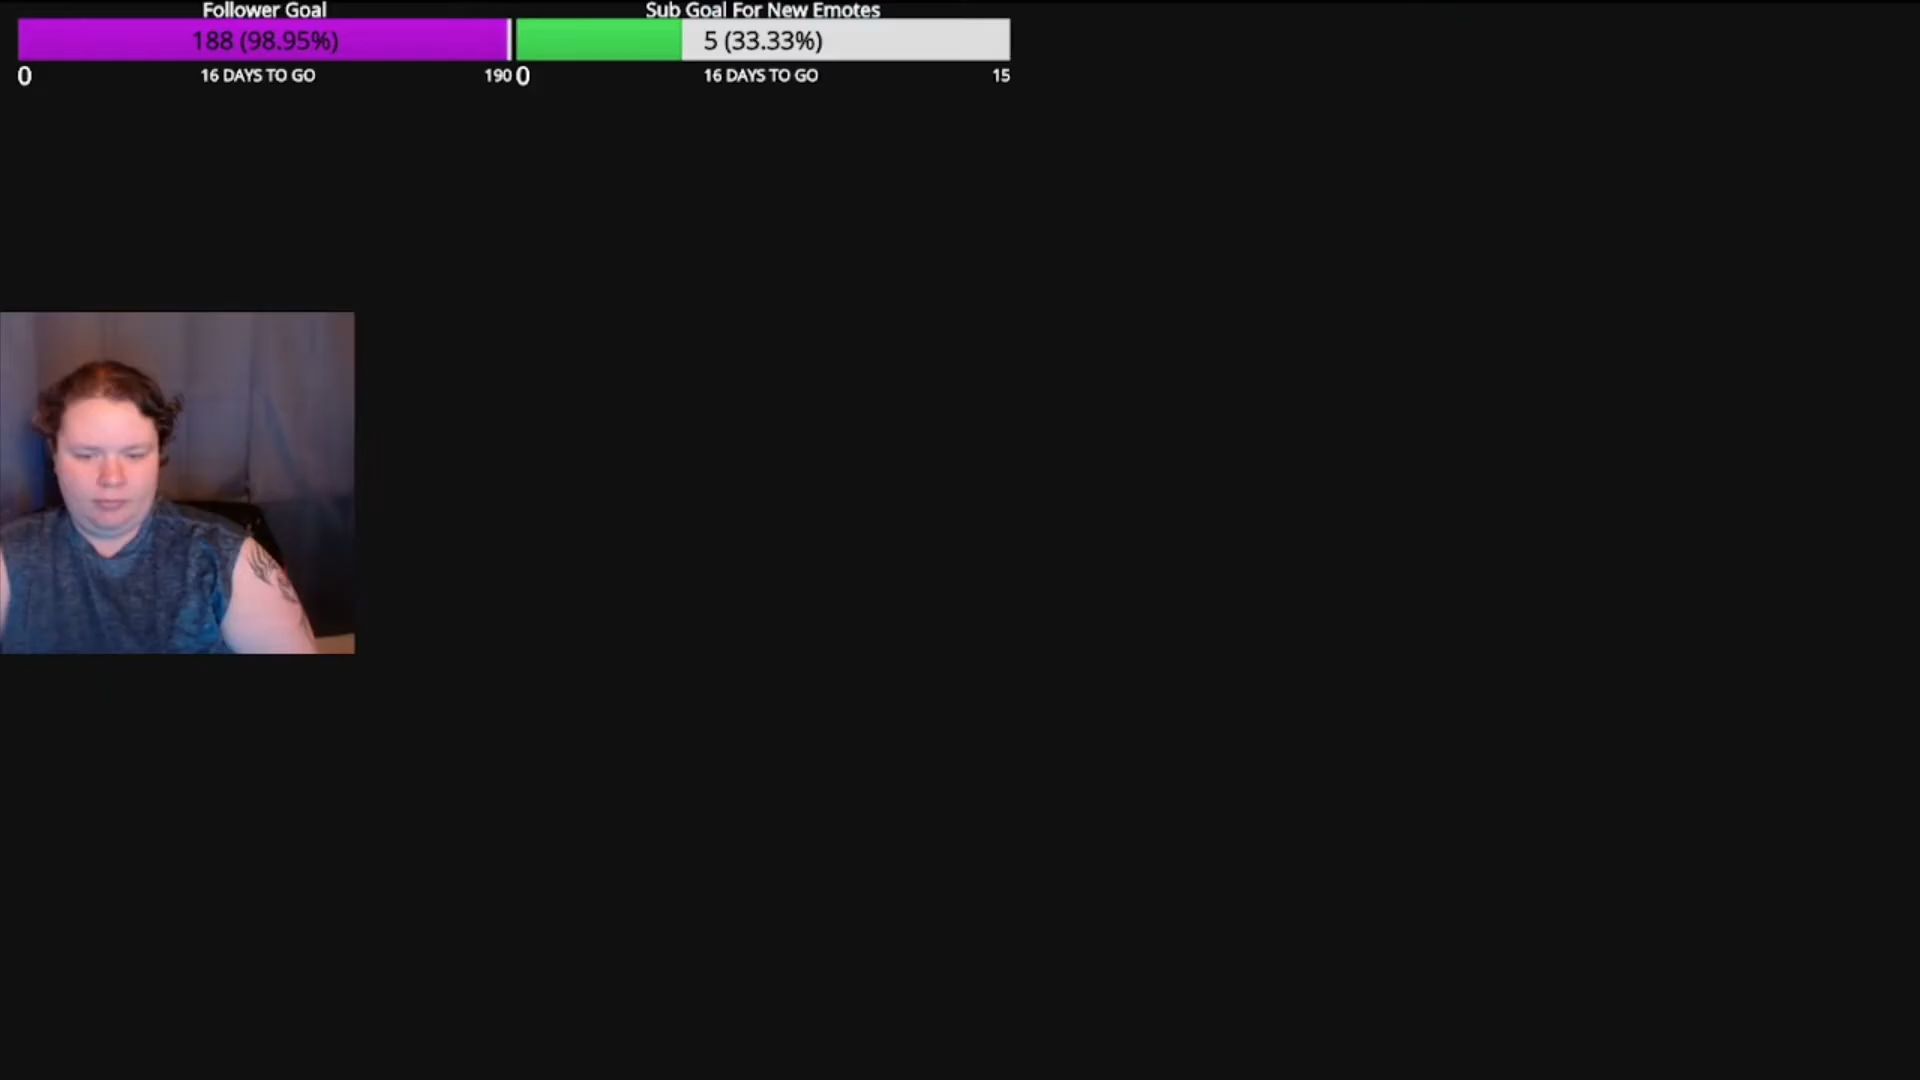 Follower Goal
188 (98.95%)
0 16 DAYS TO GO 190
Sub Goal For New Emotes
5 (33.33%)
0 16 DAYS TO GO 15